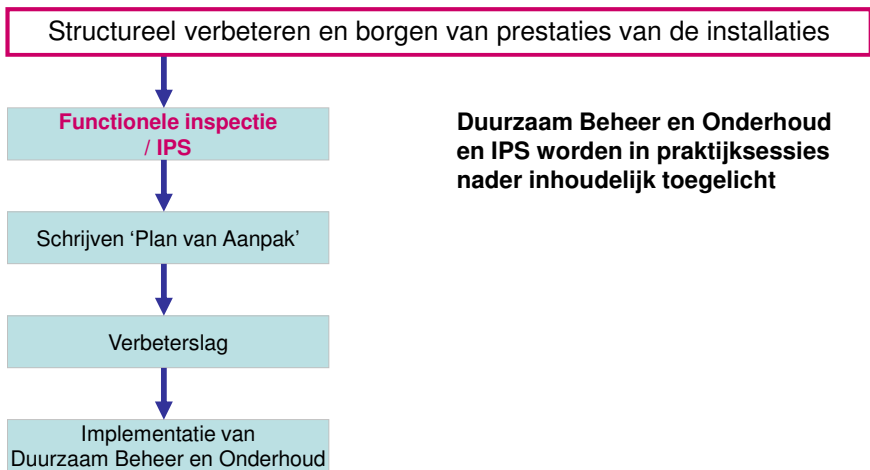 Structureel verbeteren en borgen van prestaties van de installaties
Functionele inspectie
/ IPS
Duurzaam Beheer en Onderhoud
en IPS worden in praktijksessies
nader inhoudelijk toegelicht
Schrijven ‘Plan van Aanpak’
Verbeterslag
Implementatie van
Duurzaam Beheer en Onderhoud